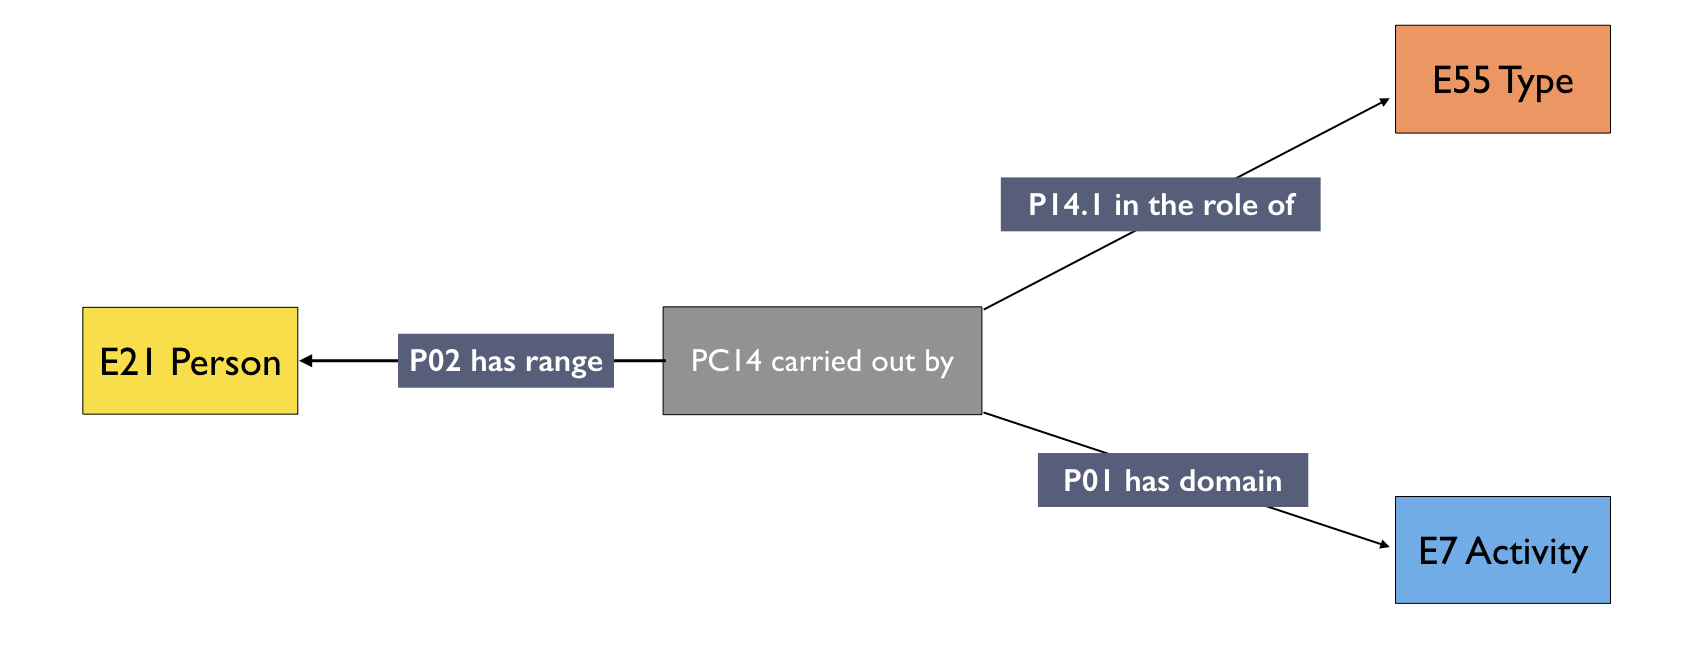 E55 Type
P14.1 in the role of
E21 Person
P02 has range
PC14 carried out by
P01 has domain
E7 Activity